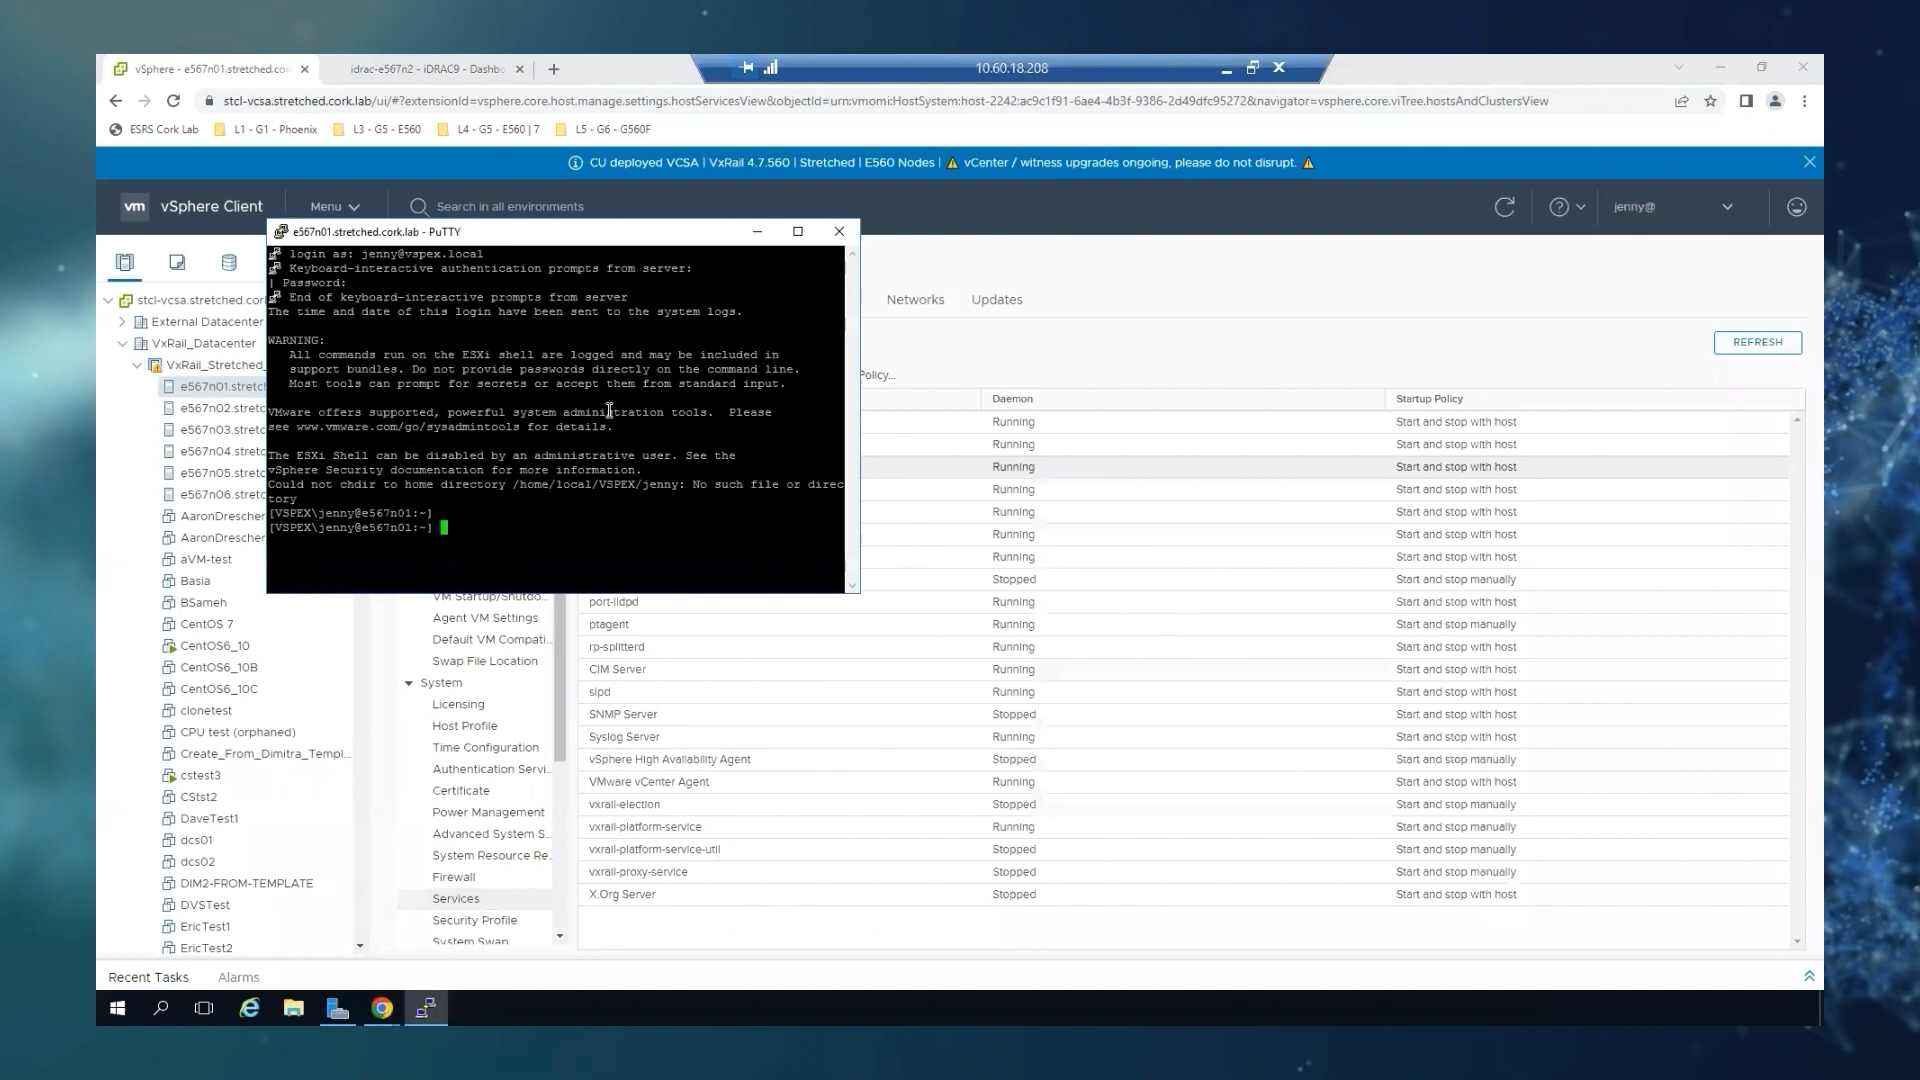 vSphere - e567n01.stretched.cor
idrac-e567n2 - iDRAC9 - Dashbo
10.60.18.208
stcl-vcsa.stretched.cork.lab/ui/#?extensionId=vsphere.core.host.manage.settings.hostServicesView&objectId=urn:vmomi:HostSystem:host-2242:ac9c1f91-6ae4-4b3f-9386-2d49dfc95272&navigator=vsphere.core.viTree.hostsAndClustersView
ESRS Cork Lab
L1 - G1 - Phoenix
L3 - G5 - E560
L4 - G5 - E560 | 7
L5 - G6 - G560F
CU deployed VCSA | VxRail 4.7.560 | Stretched | E560 Nodes | ⚠ vCenter / witness upgrades ongoing, please do not disrupt. ⚠
vm
vSphere Client
Menu
Search in all environments
jenny@
e567n01.stretched.cork.lab - PuTTY
login as: jenny@vspex.local
Keyboard-interactive authentication prompts from server:
| Password:
End of keyboard-interactive prompts from server
The time and date of this login have been sent to the system logs.
WARNING:
All commands run on the ESXi shell are logged and may be included in
support bundles. Do not provide passwords directly on the command line.
Most tools can prompt for secrets or accept them from standard input.
VMware offers supported, powerful system administration tools.  Please
see www.vmware.com/go/sysadmintools for details.
The ESXi Shell can be disabled by an administrative user. See the
vSphere Security documentation for more information.
Could not chdir to home directory /home/local/VSPEX/jenny: No such file or direc
tory
[VSPEX\jenny@e567n01:~]
[VSPEX\jenny@e567n01:~]
stcl-vcsa.stretched.cor
External Datacenter
VxRail_Datacenter
VxRail_Stretched_
e567n01.stretc
e567n02.stretc
e567n03.stretc
e567n04.stretc
e567n05.stretc
e567n06.stretc
AaronDrescher
AaronDrescher
aVM-test
Basia
BSameh
CentOS 7
CentOS6_10
CentOS6_10B
CentOS6_10C
clonetest
CPU test (orphaned)
Create_From_Dimitra_Templ...
cstest3
CStst2
DaveTest1
dcs01
dcs02
DIM2-FROM-TEMPLATE
DVSTest
EricTest1
EricTest2
VM Startup/Shutdo...
Agent VM Settings
Default VM Compati...
Swap File Location
System
Licensing
Host Profile
Time Configuration
Authentication Servi...
Certificate
Power Management
Advanced System S...
System Resource Re...
Firewall
Services
Security Profile
System Swap
Networks
Updates
REFRESH
Policy...
Daemon
Startup Policy
Running
Start and stop with host
Running
Start and stop with host
Running
Start and stop with host
Running
Start and stop with host
Running
Start and stop with host
Running
Start and stop with host
Running
Start and stop with host
Stopped
Start and stop manually
port-lldpd
Running
Start and stop with host
ptagent
Running
Start and stop manually
rp-splitterd
Running
Start and stop with host
CIM Server
Running
Start and stop with host
slpd
Running
Start and stop with host
SNMP Server
Stopped
Start and stop with host
Syslog Server
Running
Start and stop with host
vSphere High Availability Agent
Stopped
Start and stop manually
VMware vCenter Agent
Running
Start and stop with host
vxrail-election
Stopped
Start and stop manually
vxrail-platform-service
Running
Start and stop manually
vxrail-platform-service-util
Stopped
Start and stop manually
vxrail-proxy-service
Stopped
Start and stop manually
X.Org Server
Stopped
Start and stop with host
Recent Tasks
Alarms